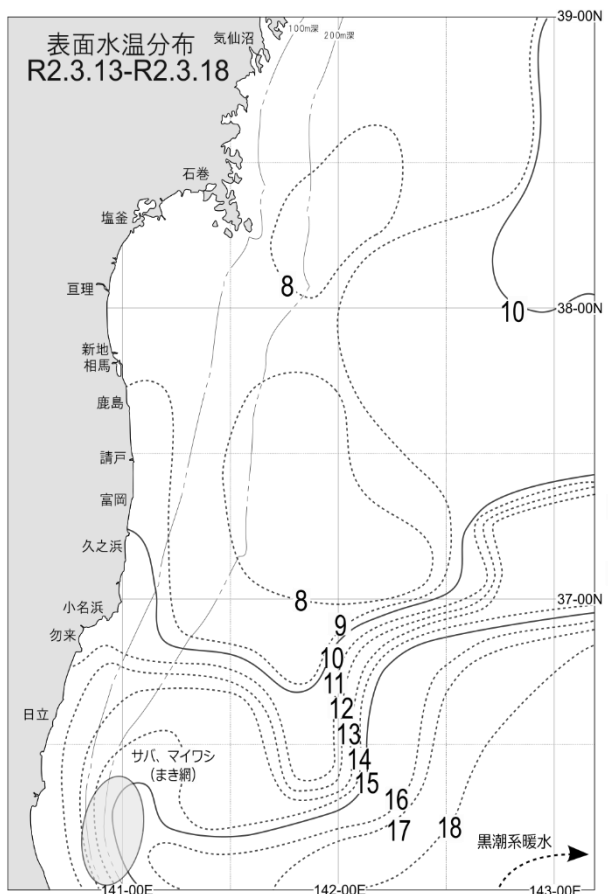 39-00N
表面水温分布
R2.3.13-R2.3.18
気仙沼
100m深
200m深
石巻
塩釜
8
亘理
10
38-00N
新地
相馬
鹿島
請戸
富岡
久之浜
8
37-00N
小名浜
9
勿来
10
11
12
日立
13
サバ、マイワシ
(まき網)
14
15
16
17
18
黒潮系暖水
141-00E
142-00E
143-00E